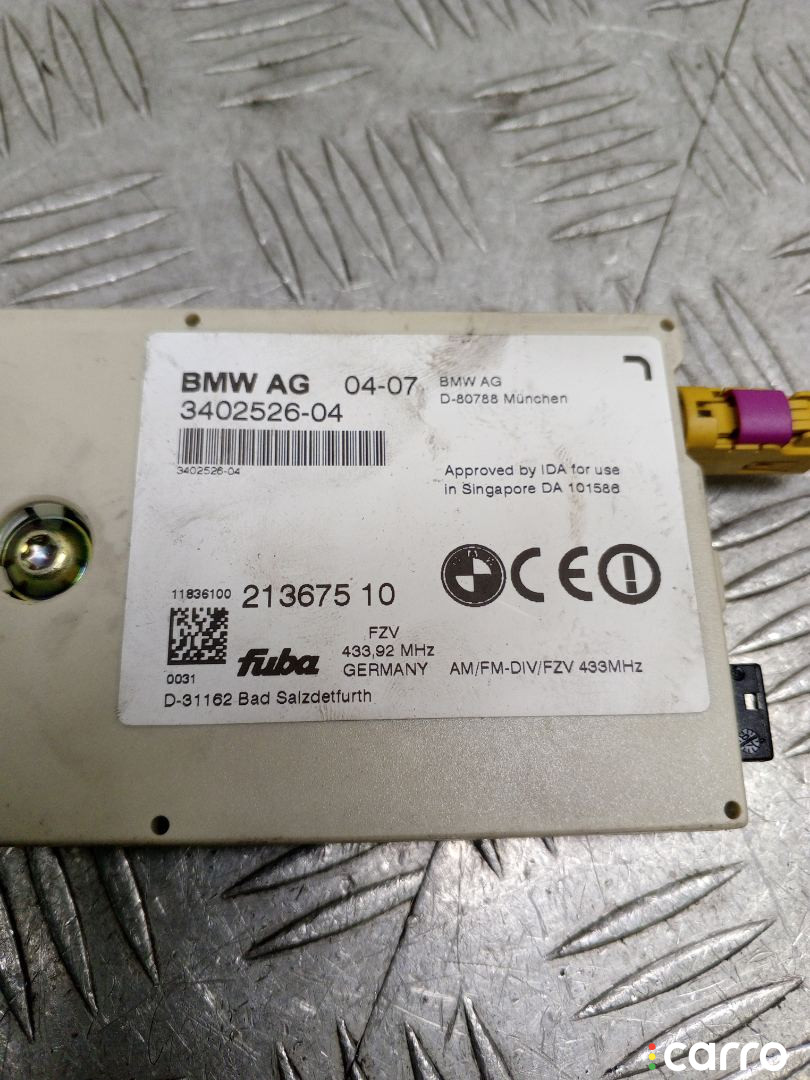 BMW AG 04-07
3402526-04
3402526-04
BMW AG
D-80788 München
Approved by IDA for use
in Singapore DA 101586
BMW
CE
11836100 213675 10
FZV
433,92 MHz
fuba GERMANY AM/FM-DIV/FZV 433MHz
0031
D-31162 Bad Salzdetfurth
carro